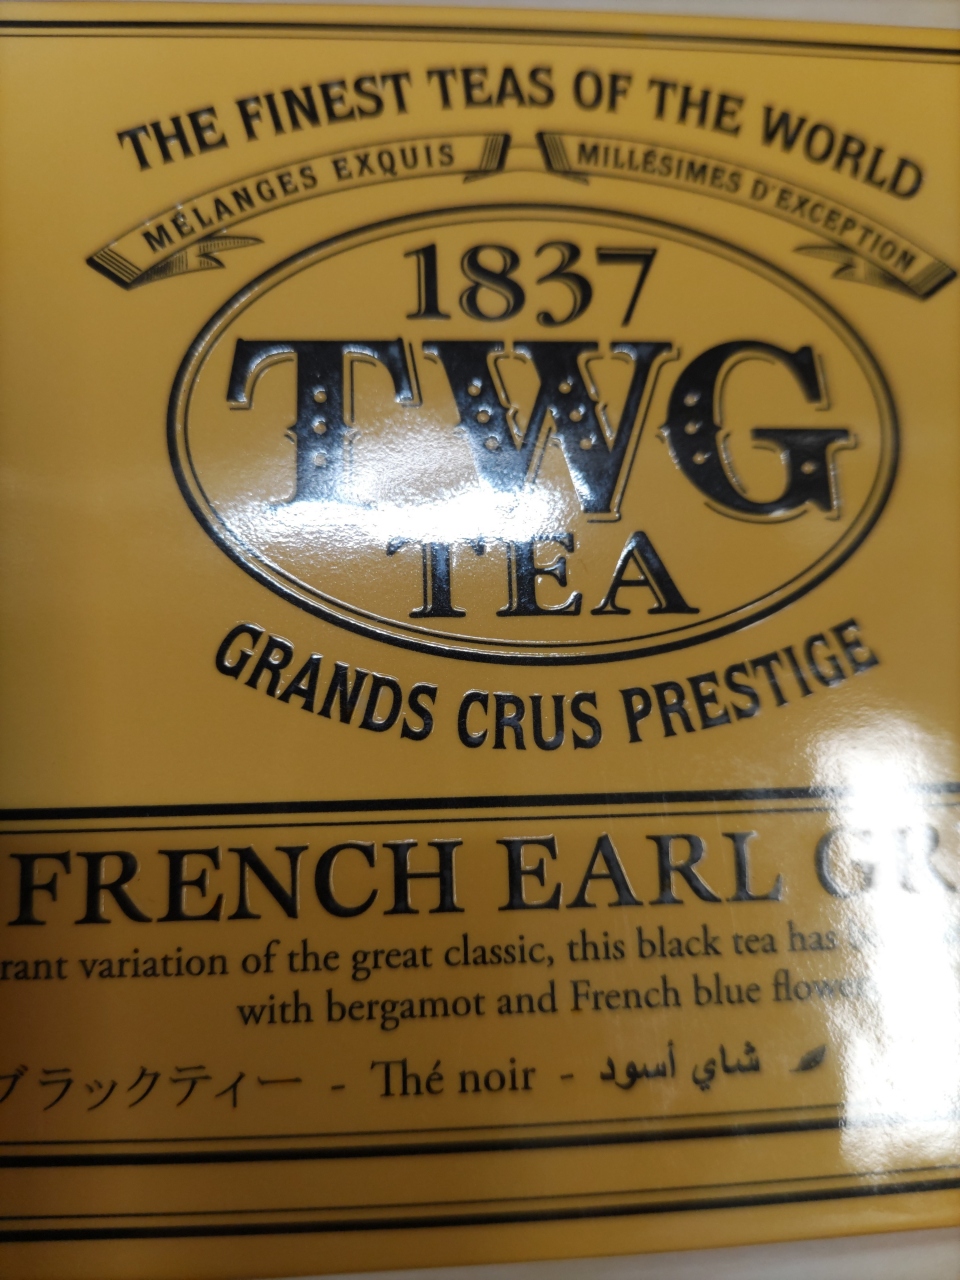 THE FINEST TEAS OF THE WORLD
MÉLANGES EXQUIS MILLÉSIMES D'EXCEPTION
1837
TWG
TEA
GRANDS CRUS PRESTIGE
FRENCH EARL
variation of the great classic, this black tea has
with bergamot and French blue
ブラックティー - Thé noir - شاي أسود